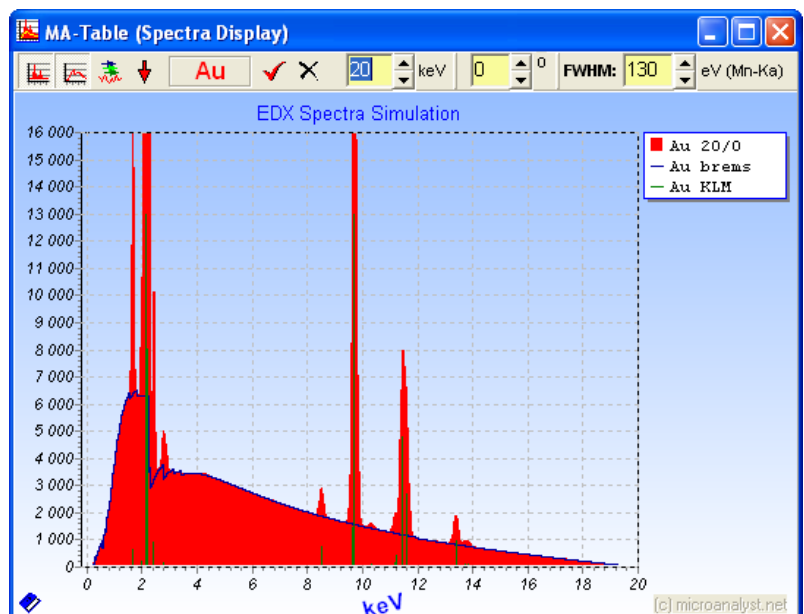 MA-Table (Spectra Display)
Au 20 keV 0 ° FWHM: 130 eV (Mn-Ka)
EDX Spectra Simulation
16 000
15 000
14 000
13 000
12 000
11 000
10 000
9 000
8 000
7 000
6 000
5 000
4 000
3 000
2 000
1 000
0
0 2 4 6 8 10 12 14 16 18 20
keV
Au 20/0
Au brems
Au KLM
(c) microanalyst.net